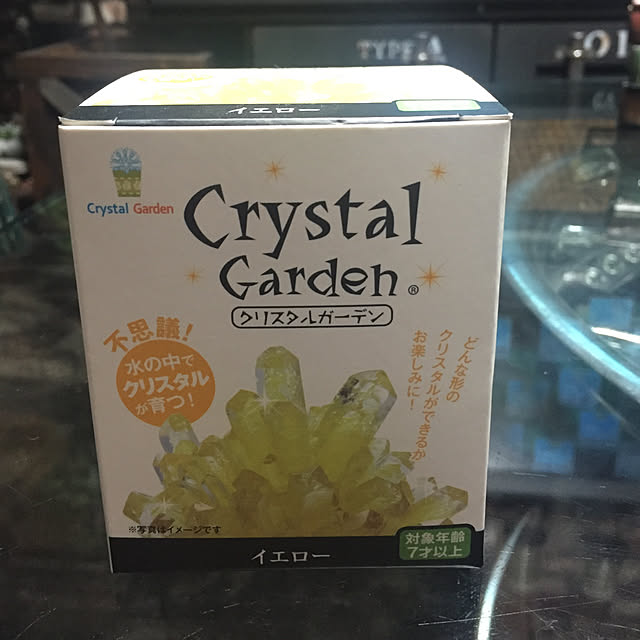 TYPE-A
イエロー
Crystal Garden
Crystal
Garden®
クリスタルガーデン
不思議！
水の中で
クリスタル
が育つ！
どんな形の
クリスタルができるか
お楽しみに！
※写真はイメージです
対象年齢
7才以上
イエロー